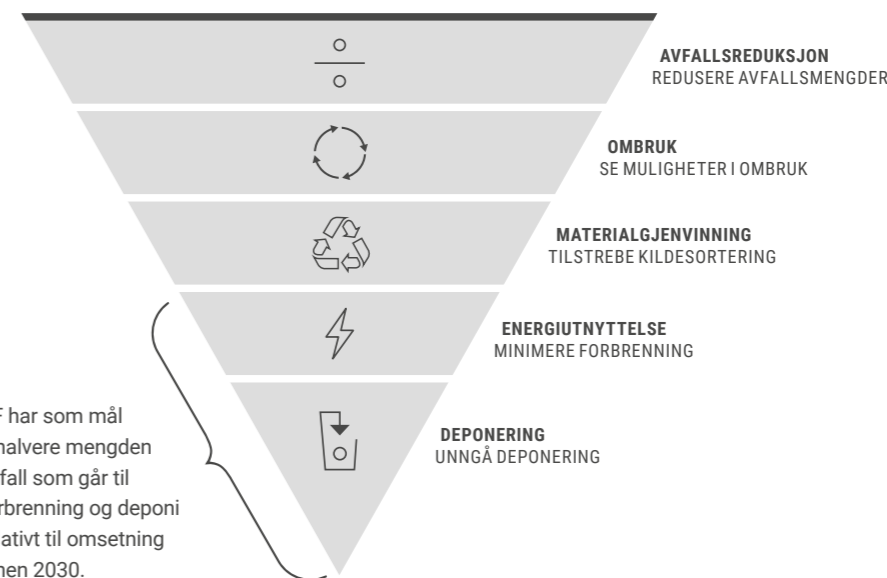 AVFALLSREDUKSJON
REDUSERE AVFALLSMENGDER
OMBRUK
SE MULIGHETER I OMBRUK
MATERIALGJENVINNING
TILSTREBE KILDESORTERING
ENERGIUTNYTTELSE
MINIMERE FORBRENNING
DEPONERING
UNNGÅ DEPONERING
har som mål
halvere mengden
som går til
og deponi
til omsetning
2030.